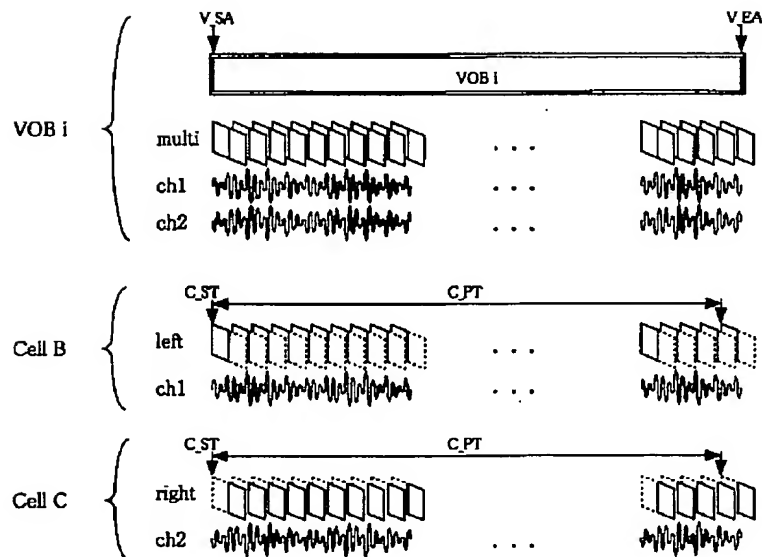 V_SA
V_EA
VOB i
VOB i
multi
. . .
ch1
ch2
. . .
C_ST
C_PT
Cell B
left
. . .
ch1
. . .
C_ST
C_PT
Cell C
right
ch2
. . .